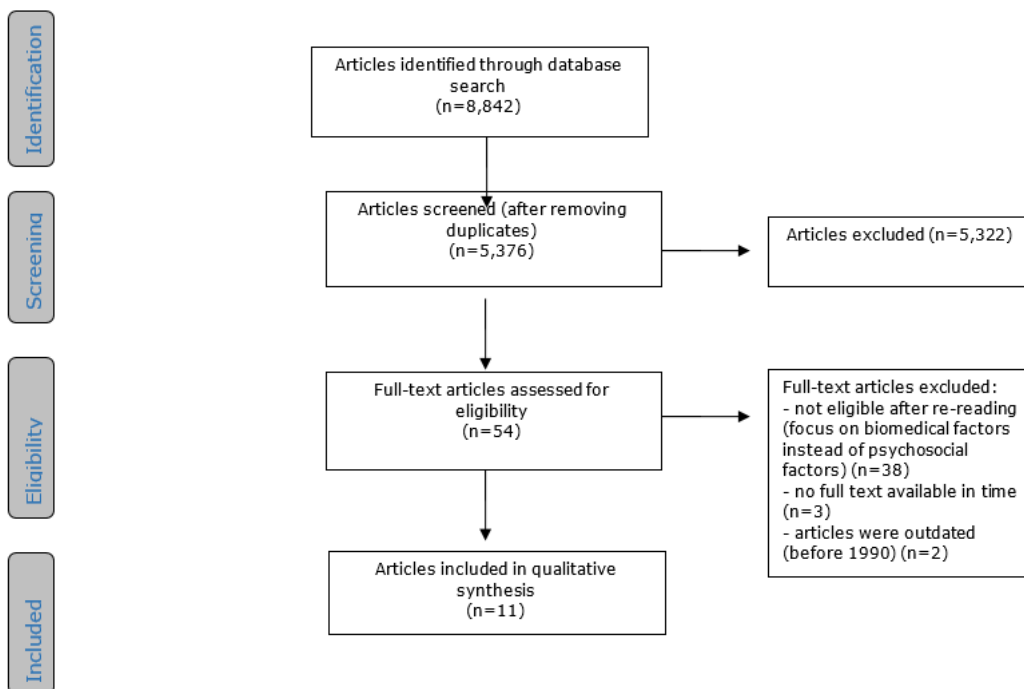 Identification
Articles identified through database
search
(n=8,842)
Screening
Articles screened (after removing
duplicates)
(n=5,376)
Articles excluded (n=5,322)
Eligibility
Full-text articles assessed for
eligibility
(n=54)
Full-text articles excluded:
- not eligible after re-reading
(focus on biomedical factors
instead of psychosocial
factors) (n=38)
- no full text available in time
(n=3)
- articles were outdated
(before 1990) (n=2)
Included
Articles included in qualitative
synthesis
(n=11)